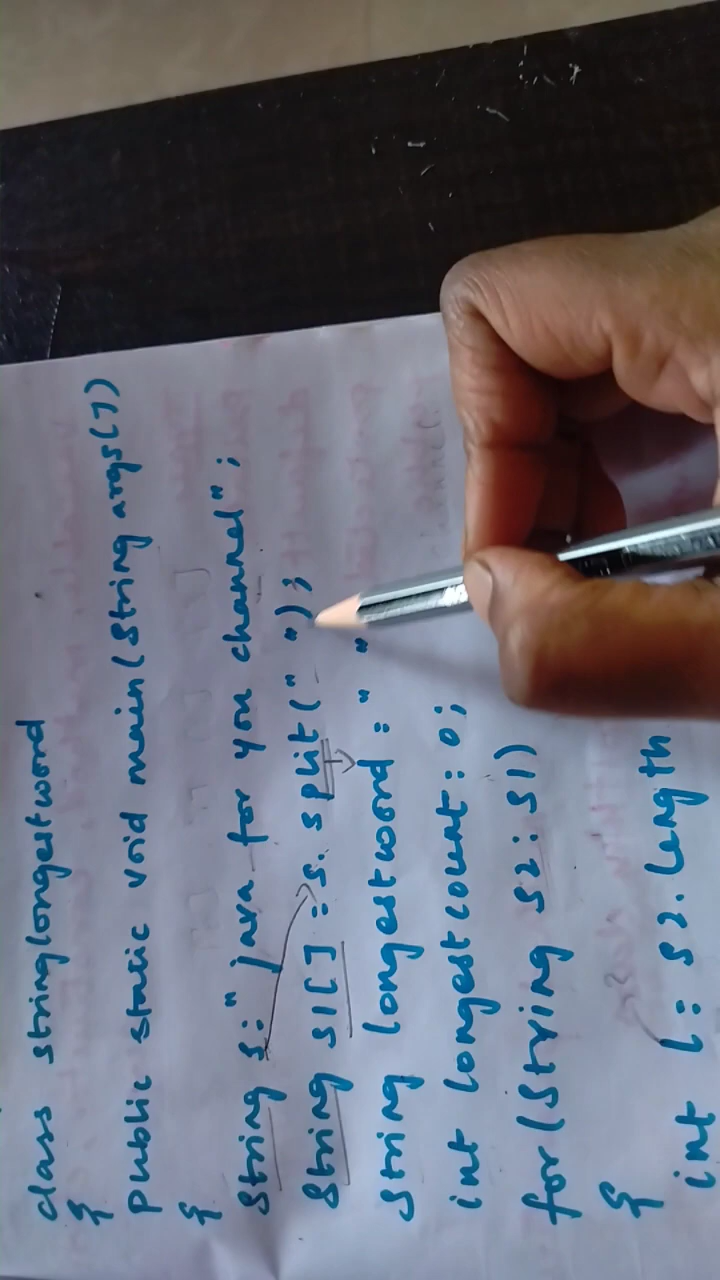 class stringlongestword
{
public static void main(String args[])
{
String s="java for you channel";
String s1[] =s.split(" ");
String longestword= " "
int longestcount=0;
for(String s2:s1)
{
int l= s2.length